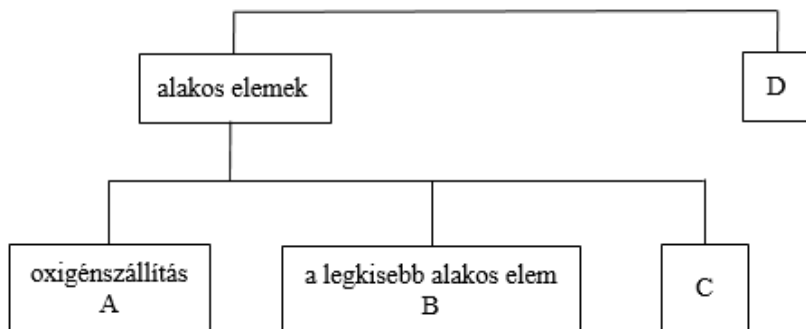 alakos elemek
D
oxigénszállítás
A
a legkisebb alakos elem
B
C